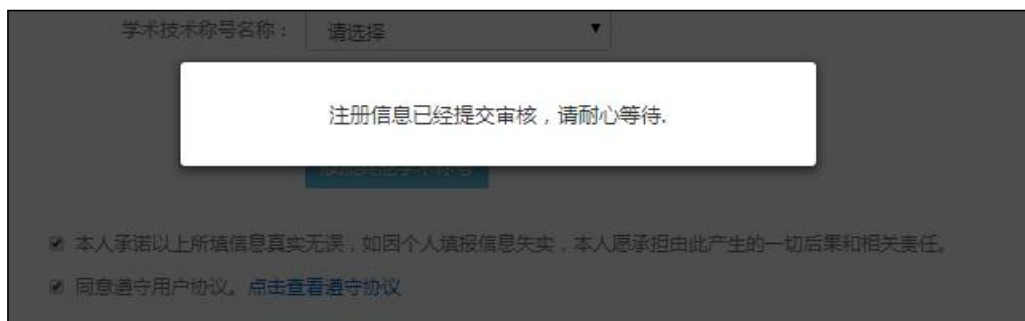 学术技术称号名称：
请选择
注册信息已经提交审核，请耐心等待.
本人承诺以上所填信息真实无误，如因个人填报信息失实，本人愿承担由此产生的一切后果和相关责任。
同意遵守用户协议。点击查看遵守协议